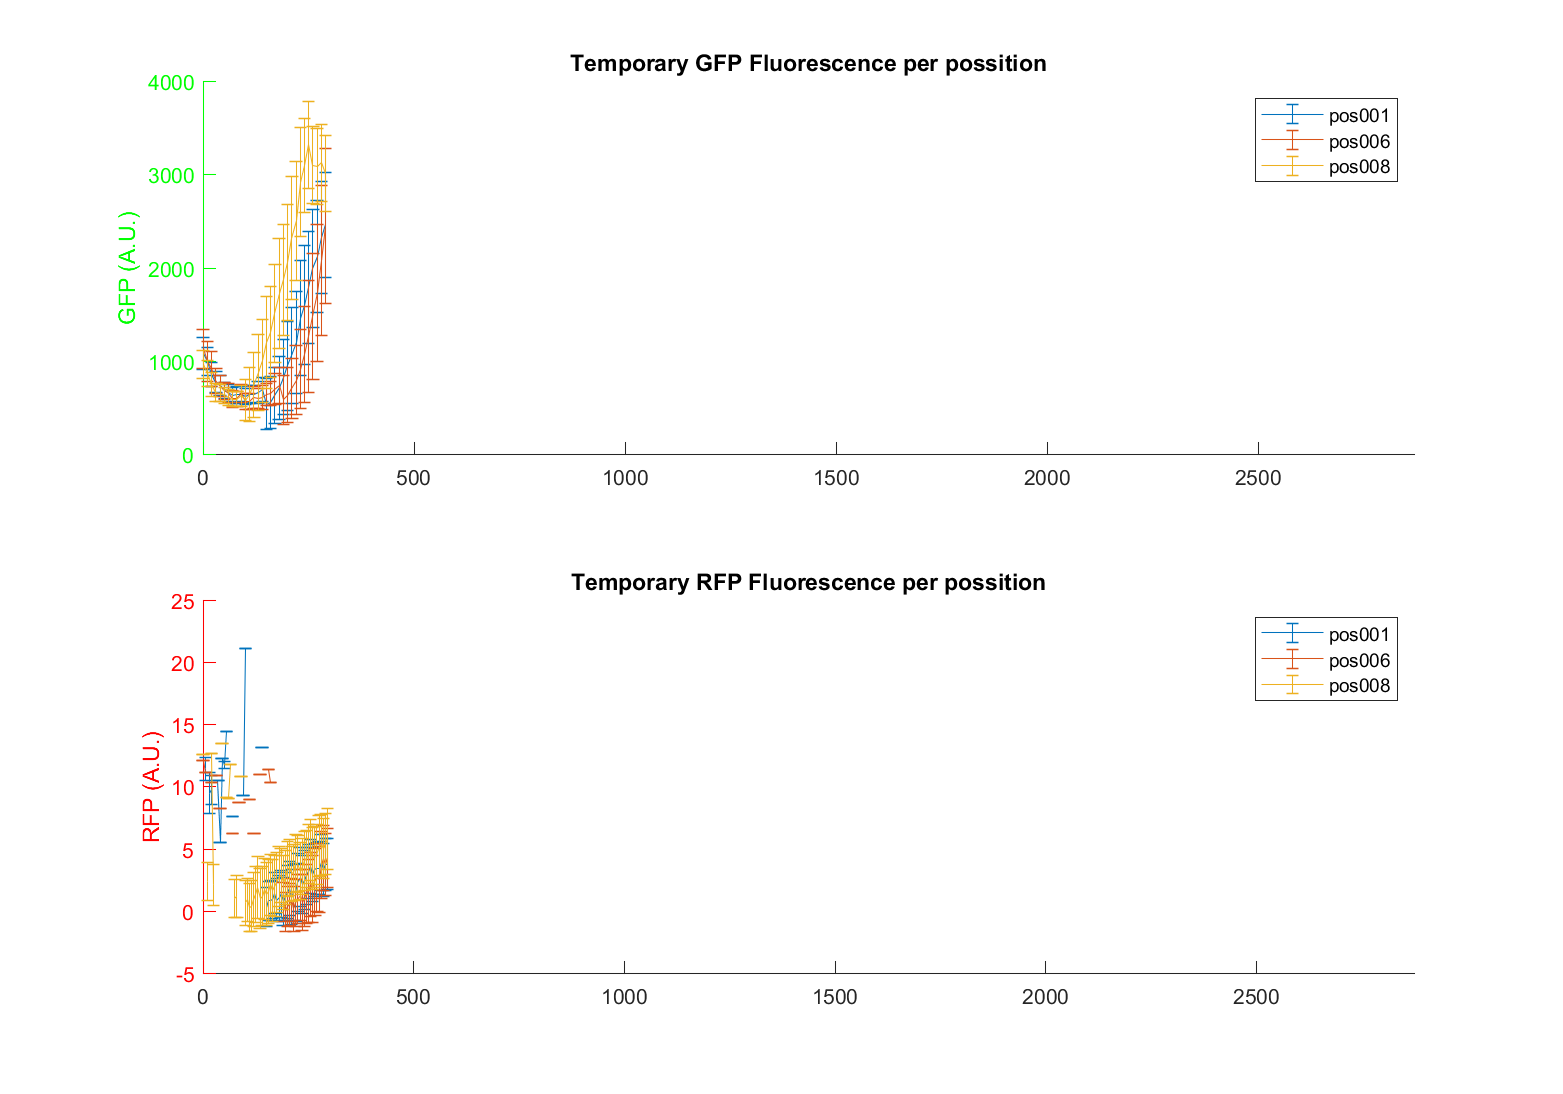 Temporary GFP Fluorescence per possition
4000
3000
2000
1000
0
GFP (A.U.)
pos001
pos006
pos008
0 500 1000 1500 2000 2500
Temporary RFP Fluorescence per possition
25
20
15
10
5
0
-5
RFP (A.U.)
pos001
pos006
pos008
0 500 1000 1500 2000 2500